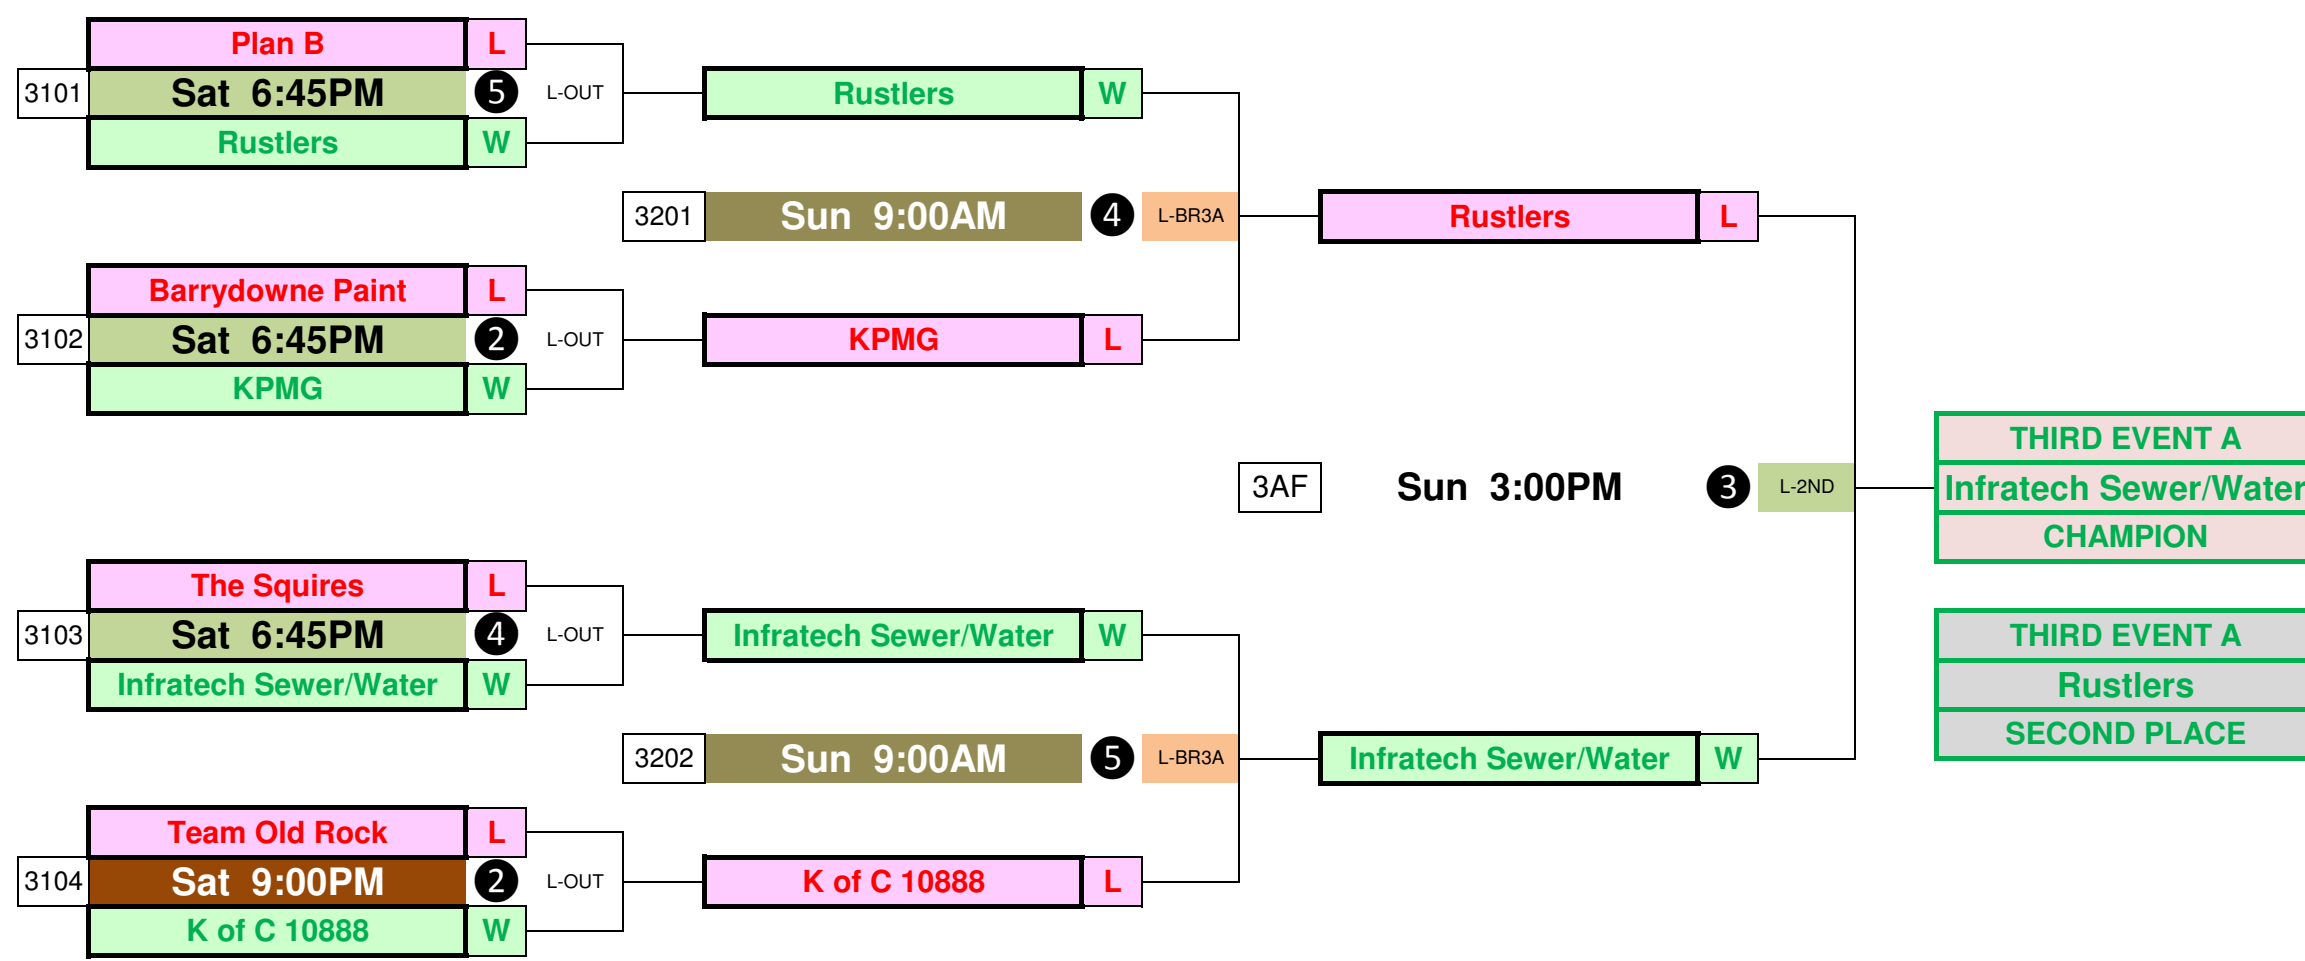 Plan B L
3101 Sat 6:45PM 5 L-OUT
Rustlers W
Rustlers W
3201 Sun 9:00AM 4 L-BR3A
Rustlers L
Barrydowne Paint L
3102 Sat 6:45PM 2 L-OUT
KPMG W
KPMG L
3AF Sun 3:00PM 3 L-2ND
THIRD EVENT A
Infratech Sewer/Water
CHAMPION
The Squires L
3103 Sat 6:45PM 4 L-OUT
Infratech Sewer/Water W
Infratech Sewer/Water W
THIRD EVENT A
Rustlers
SECOND PLACE
3202 Sun 9:00AM 5 L-BR3A
Infratech Sewer/Water W
Team Old Rock L
3104 Sat 9:00PM 2 L-OUT
K of C 10888 W
K of C 10888 L